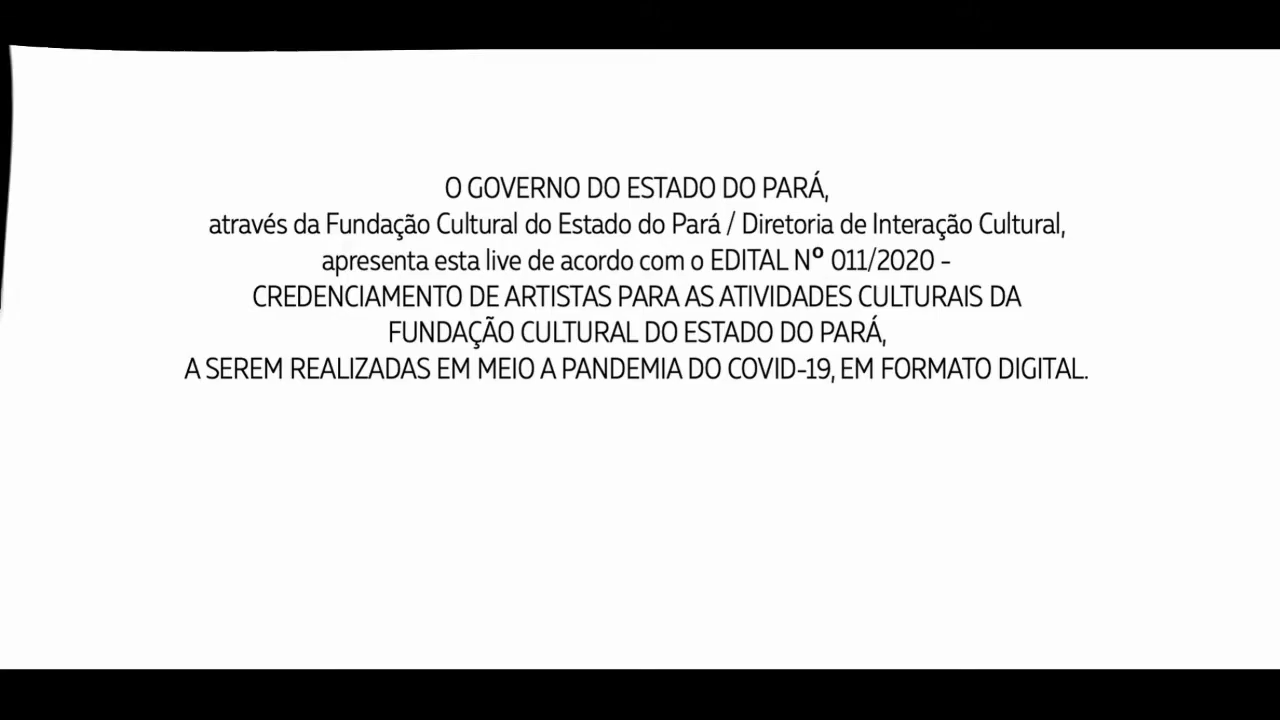 O GOVERNO DO ESTADO DO PARÁ,
através da Fundação Cultural do Estado do Pará / Diretoria de Interação Cultural,
apresenta esta live de acordo com o EDITAL Nº 011/2020 -
CREDENCIAMENTO DE ARTISTAS PARA AS ATIVIDADES CULTURAIS DA
FUNDAÇÃO CULTURAL DO ESTADO DO PARÁ,
A SEREM REALIZADAS EM MEIO A PANDEMIA DO COVID-19, EM FORMATO DIGITAL.